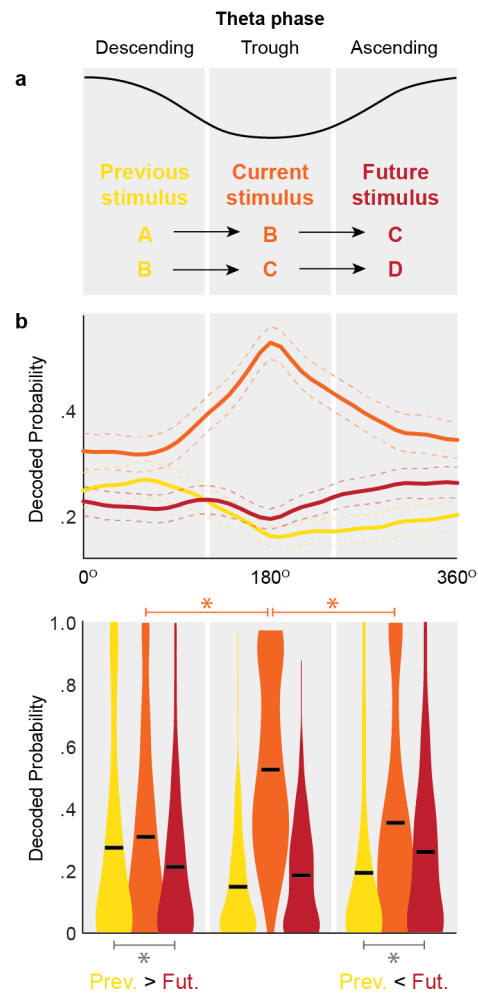 Theta phase
Descending Trough Ascending
a
Previous stimulus Current stimulus Future stimulus
A B C
B C D
b
Decoded Probability
.4
.2
0° 180° 360°
* *
Decoded Probability
1.0
.8
.6
.4
.2
0
* *
Prev. > Fut. Prev. < Fut.